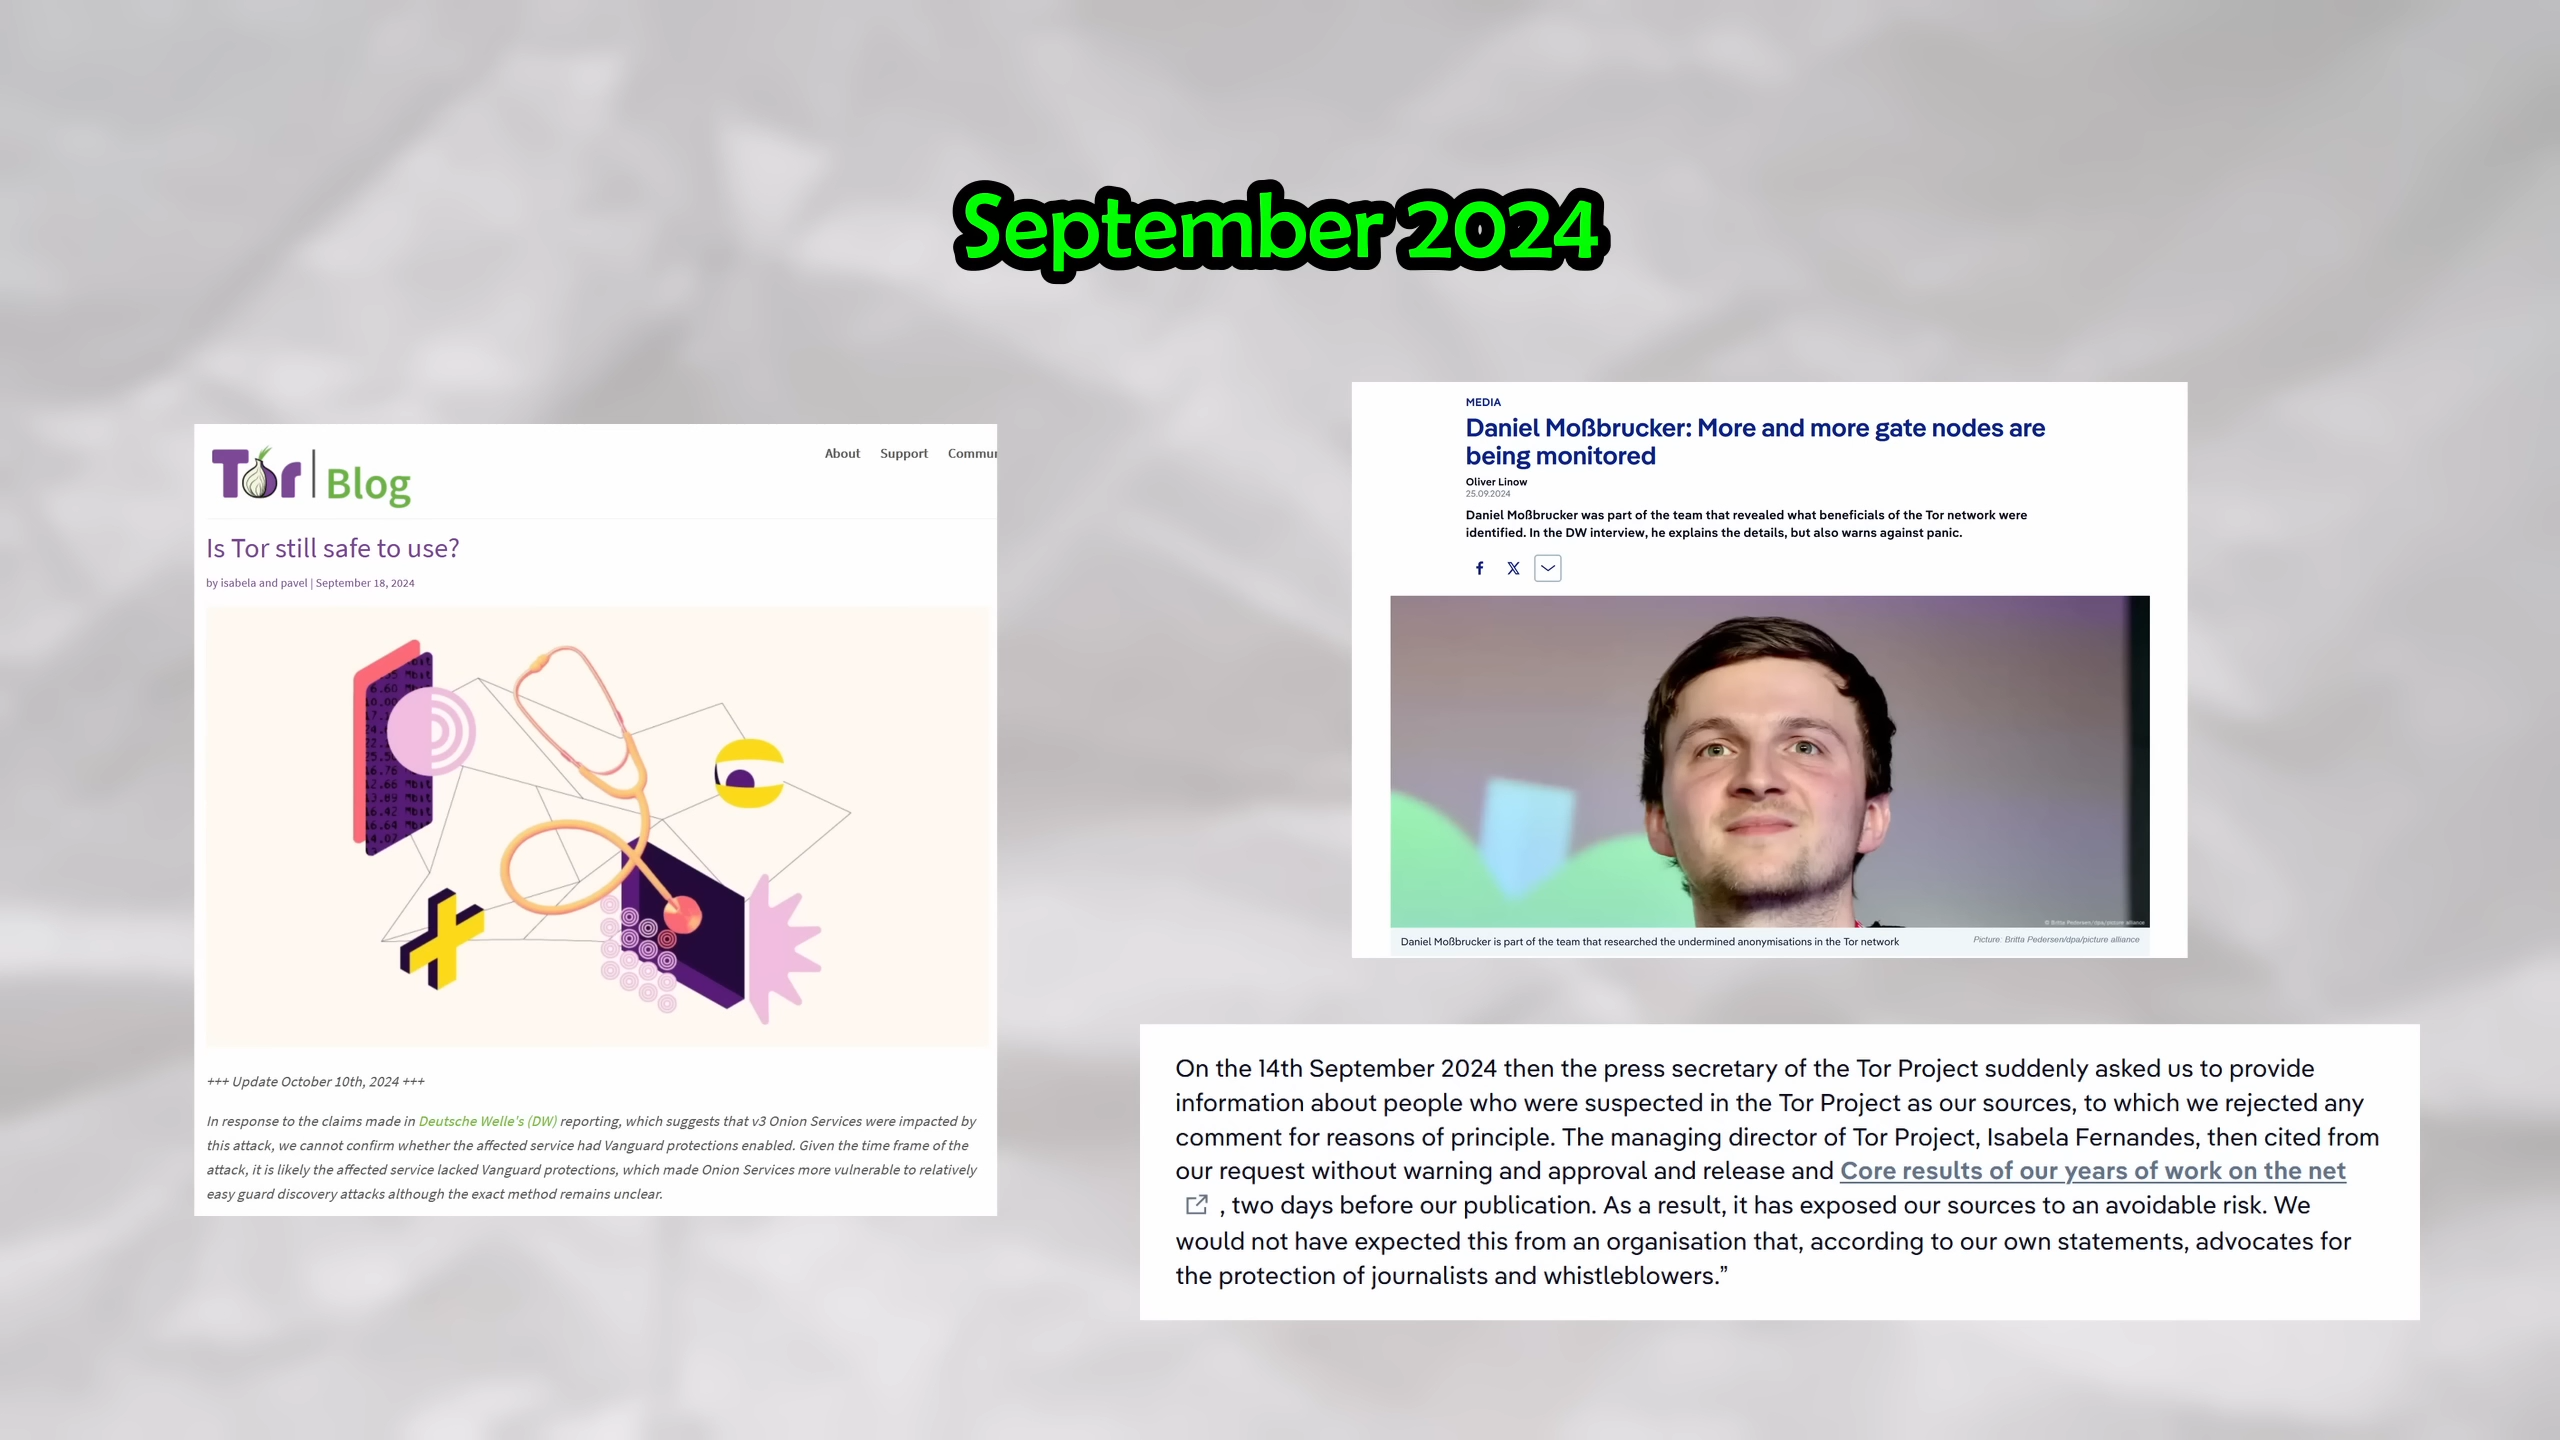 September 2024
Tor | Blog
About Support Commun
Is Tor still safe to use?
by isabela and pavel | September 18, 2024
+++ Update October 10th, 2024 +++
In response to the claims made in Deutsche Welle's (DW) reporting, which suggests that v3 Onion Services were impacted by
this attack, we cannot confirm whether the affected service had Vanguard protections enabled. Given the time frame of the
attack, it is likely the affected service lacked Vanguard protections, which made Onion Services more vulnerable to relatively
easy guard discovery attacks although the exact method remains unclear.
MEDIA
Daniel Moßbrucker: More and more gate nodes are
being monitored
Oliver Linow
25.09.2024
Daniel Moßbrucker was part of the team that revealed what beneficials of the Tor network were
identified. In the DW interview, he explains the details, but also warns against panic.
© Britta Pedersen/dpa/picture alliance
Daniel Moßbrucker is part of the team that researched the undermined anonymisations in the Tor network
Picture: Britta Pedersen/dpa/picture alliance
On the 14th September 2024 then the press secretary of the Tor Project suddenly asked us to provide
information about people who were suspected in the Tor Project as our sources, to which we rejected any
comment for reasons of principle. The managing director of Tor Project, Isabela Fernandes, then cited from
our request without warning and approval and release and Core results of our years of work on the net
, two days before our publication. As a result, it has exposed our sources to an avoidable risk. We
would not have expected this from an organisation that, according to our own statements, advocates for
the protection of journalists and whistleblowers.”